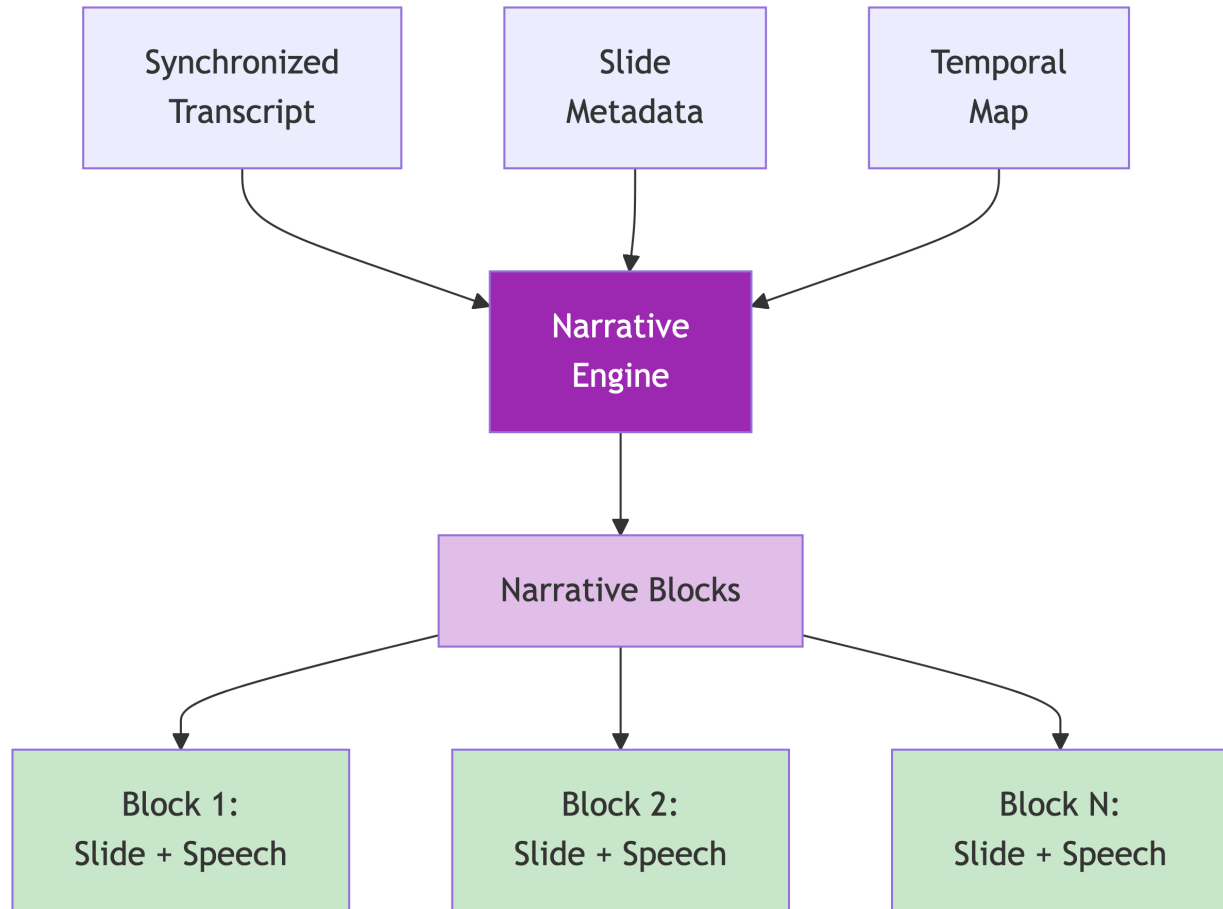 Synchronized
Transcript
Slide
Metadata
Temporal
Map
Narrative
Engine
Narrative Blocks
Block 1:
Slide + Speech
Block 2:
Slide + Speech
Block N:
Slide + Speech